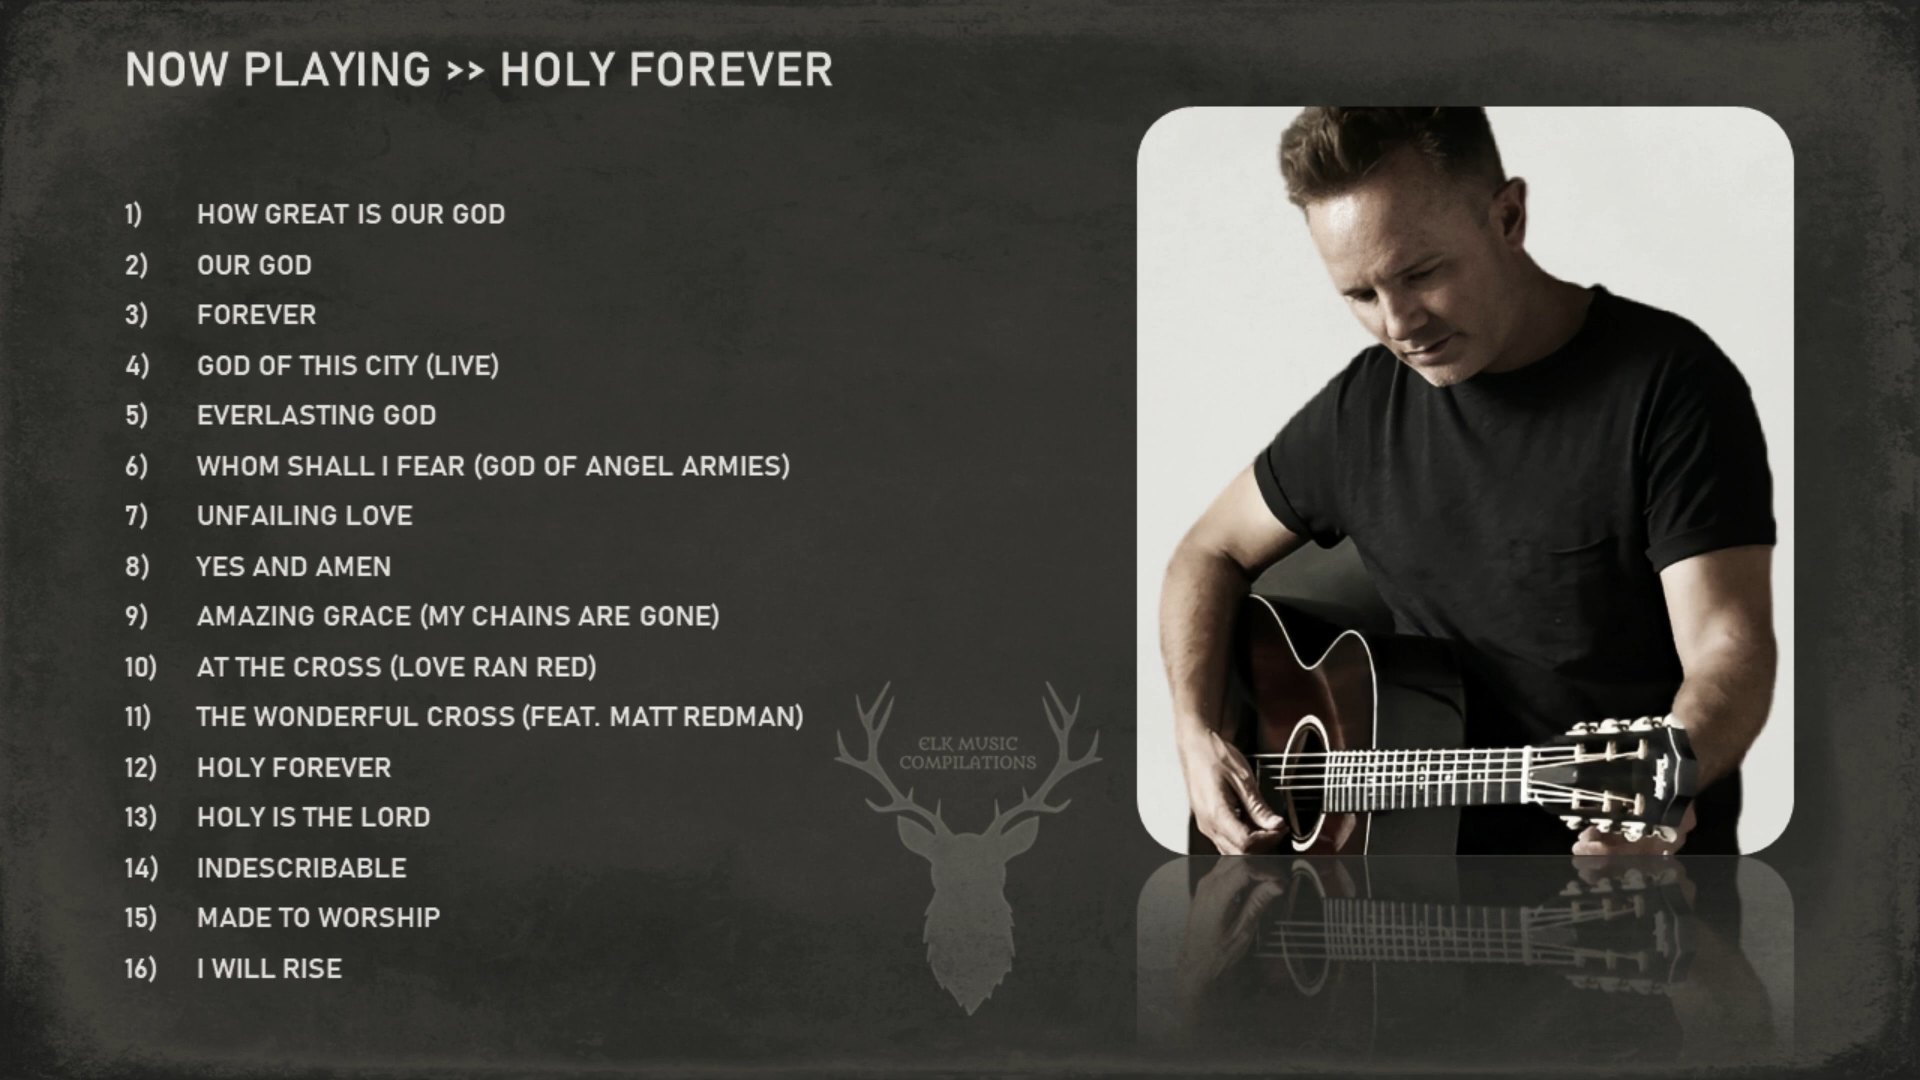 NOW PLAYING >> HOLY FOREVER
1) HOW GREAT IS OUR GOD
2) OUR GOD
3) FOREVER
4) GOD OF THIS CITY (LIVE)
5) EVERLASTING GOD
6) WHOM SHALL I FEAR (GOD OF ANGEL ARMIES)
7) UNFAILING LOVE
8) YES AND AMEN
9) AMAZING GRACE (MY CHAINS ARE GONE)
10) AT THE CROSS (LOVE RAN RED)
11) THE WONDERFUL CROSS (FEAT. MATT REDMAN)
12) HOLY FOREVER
13) HOLY IS THE LORD
14) INDESCRIBABLE
15) MADE TO WORSHIP
16) I WILL RISE
ELK MUSIC
COMPILATIONS
Taylor